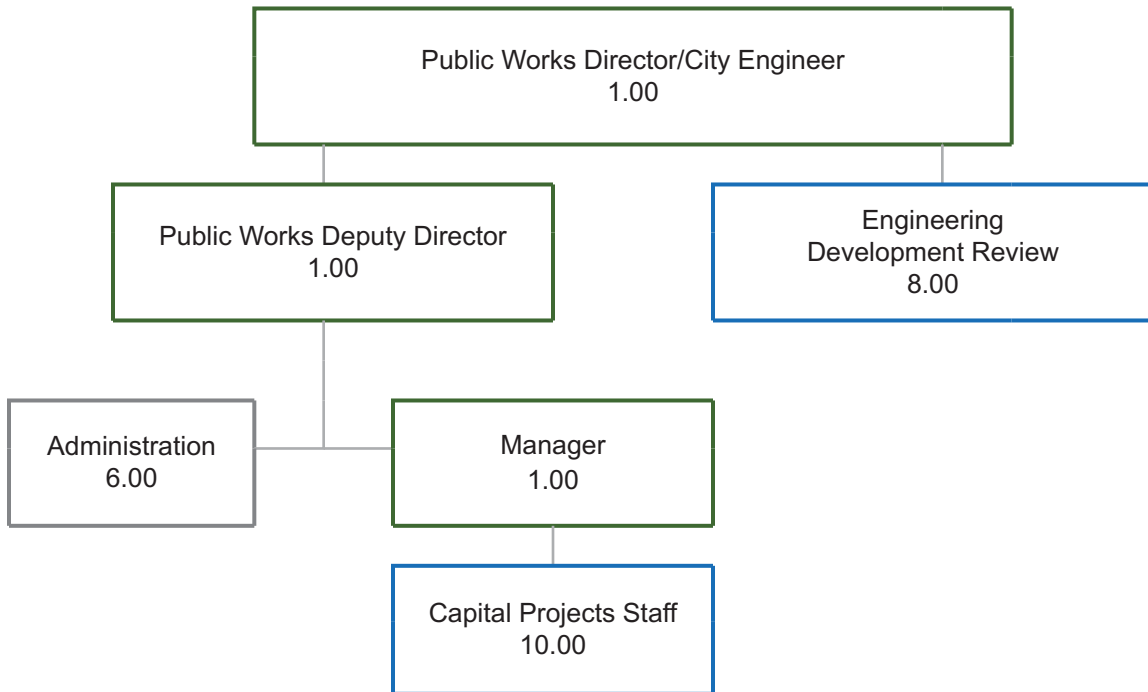 Public Works Director/City Engineer
1.00
Public Works Deputy Director
1.00
Engineering
Development Review
8.00
Administration
6.00
Manager
1.00
Capital Projects Staff
10.00